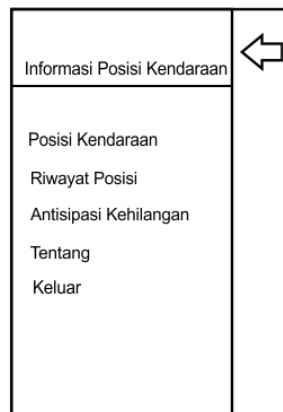 Informasi Posisi Kendaraan
Posisi Kendaraan
Riwayat Posisi
Antisipasi Kehilangan
Tentang
Keluar